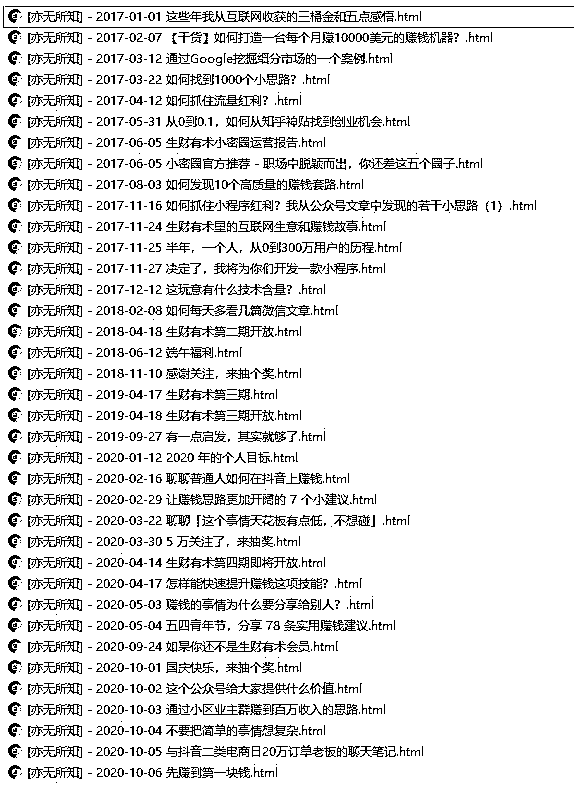 [亦无所知] - 2017-01-01 这些年我从互联网收获的三桶金和五点感悟.html
[亦无所知] - 2017-02-07 【干货】如何打造一台每个月赚10000美元的赚钱机器？.html
[亦无所知] - 2017-03-12 通过Google挖掘细分市场的一个案例.html
[亦无所知] - 2017-03-22 如何找到1000个小思路？.html
[亦无所知] - 2017-04-12 如何抓住流量红利？.html
[亦无所知] - 2017-05-31 从0到0.1，如何从知乎神贴找到创业机会.html
[亦无所知] - 2017-06-05 生财有术小密圈运营报告.html
[亦无所知] - 2017-06-05 小密圈官方推荐 - 职场中脱颖而出，你还差这五个圈子.html
[亦无所知] - 2017-08-03 如何发现10个高质量的赚钱套路.html
[亦无所知] - 2017-11-16 如何抓住小程序红利？我从公众号文章中发现的若干小思路（1）.html
[亦无所知] - 2017-11-24 生财有术里的互联网生意和赚钱故事.html
[亦无所知] - 2017-11-25 半年，一个人，从0到300万用户的历程.html
[亦无所知] - 2017-11-27 决定了，我将为你们开发一款小程序.html
[亦无所知] - 2017-12-12 这玩意有什么技术含量？.html
[亦无所知] - 2018-02-08 如何每天多看几篇微信文章.html
[亦无所知] - 2018-04-18 生财有术第二期开放.html
[亦无所知] - 2018-06-12 端午福利.html
[亦无所知] - 2018-11-10 感谢关注，来抽个奖.html
[亦无所知] - 2019-04-17 生财有术第三期.html
[亦无所知] - 2019-04-18 生财有术第三期开放.html
[亦无所知] - 2019-09-27 有一点启发，其实就够了.html
[亦无所知] - 2020-01-12 2020 年的个人目标.html
[亦无所知] - 2020-02-16 聊聊普通人如何在抖音上赚钱.html
[亦无所知] - 2020-02-29 让赚钱思路更加开阔的 7 个小建议.html
[亦无所知] - 2020-03-22 聊聊「这个事情天花板有点低，不想碰」.html
[亦无所知] - 2020-03-30 5 万关注了，来抽奖.html
[亦无所知] - 2020-04-14 生财有术第四期即将开放.html
[亦无所知] - 2020-04-17 怎样能快速提升赚钱这项技能？.html
[亦无所知] - 2020-05-03 赚钱的事情为什么要分享给别人？.html
[亦无所知] - 2020-05-04 五四青年节，分享 78 条实用赚钱建议.html
[亦无所知] - 2020-09-24 如果你还不是生财有术会员.html
[亦无所知] - 2020-10-01 国庆快乐，来抽个奖.html
[亦无所知] - 2020-10-02 这个公众号给大家提供什么价值.html
[亦无所知] - 2020-10-03 通过小区业主群赚到百万收入的思路.html
[亦无所知] - 2020-10-04 不要把简单的事情想复杂.html
[亦无所知] - 2020-10-05 与抖音二类电商日20万订单老板的聊天笔记.html
[亦无所知] - 2020-10-06 先赚到第一块钱.html